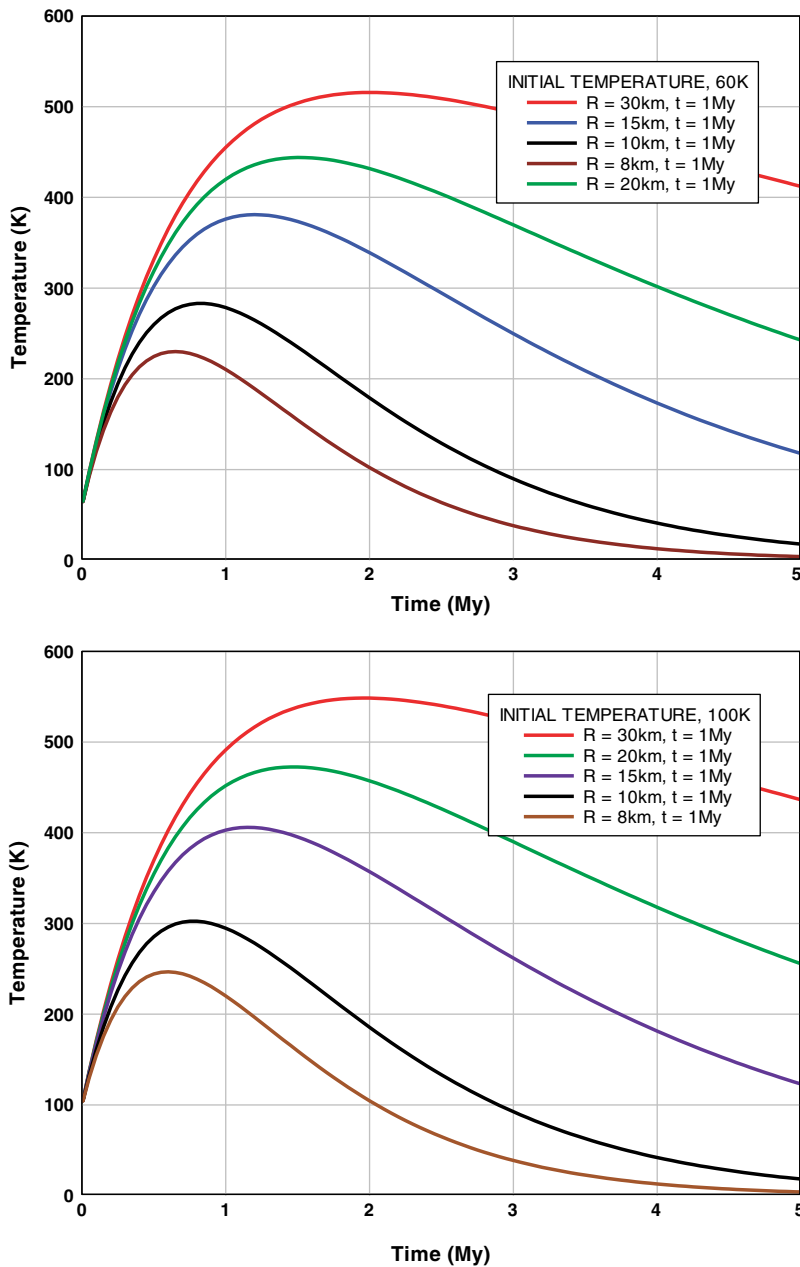 600
500
400
300
200
100
0
Temperature (K)
INITIAL TEMPERATURE, 60K
R = 30km, t = 1My
R = 15km, t = 1My
R = 10km, t = 1My
R = 8km, t = 1My
R = 20km, t = 1My
0 1 2 3 4 5
Time (My)
600
500
400
300
200
100
0
Temperature (K)
INITIAL TEMPERATURE, 100K
R = 30km, t = 1My
R = 20km, t = 1My
R = 15km, t = 1My
R = 10km, t = 1My
R = 8km, t = 1My
0 1 2 3 4 5
Time (My)